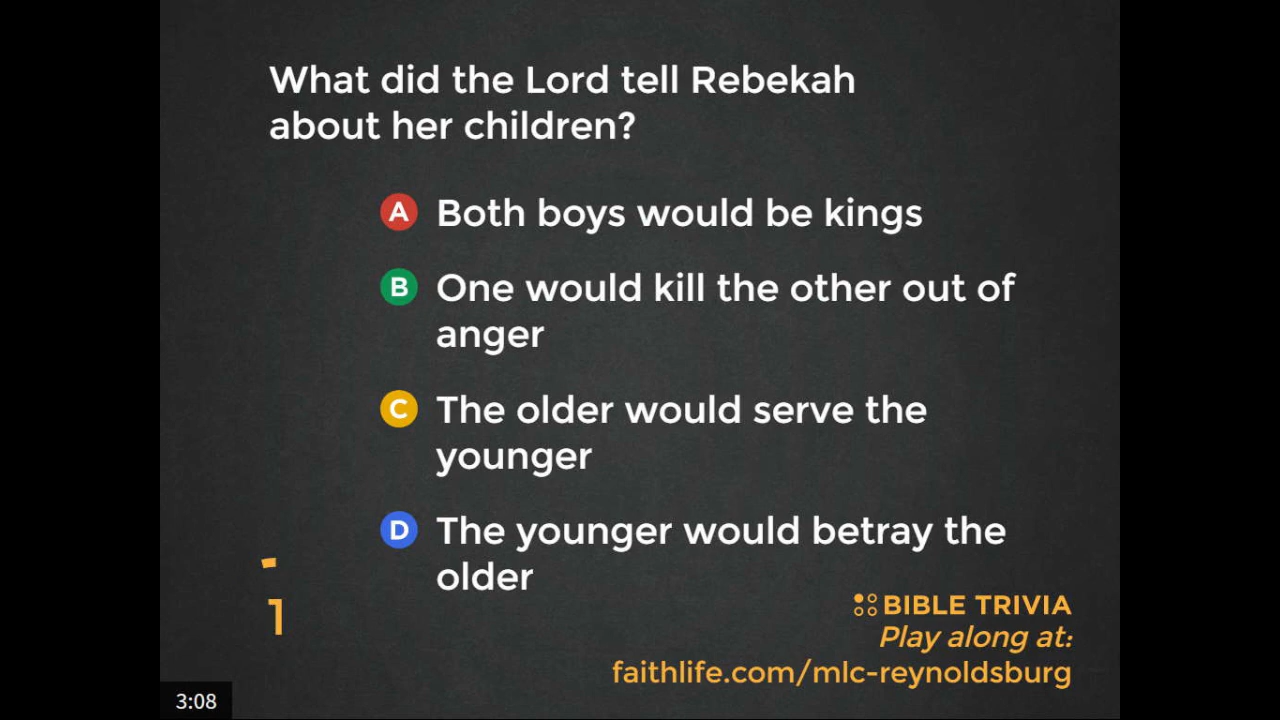 What did the Lord tell Rebekah
about her children?
A Both boys would be kings
B One would kill the other out of
anger
C The older would serve the
younger
D The younger would betray the
older
1
BIBLE TRIVIA
Play along at:
faithlife.com/mlc-reynoldsburg
3:08